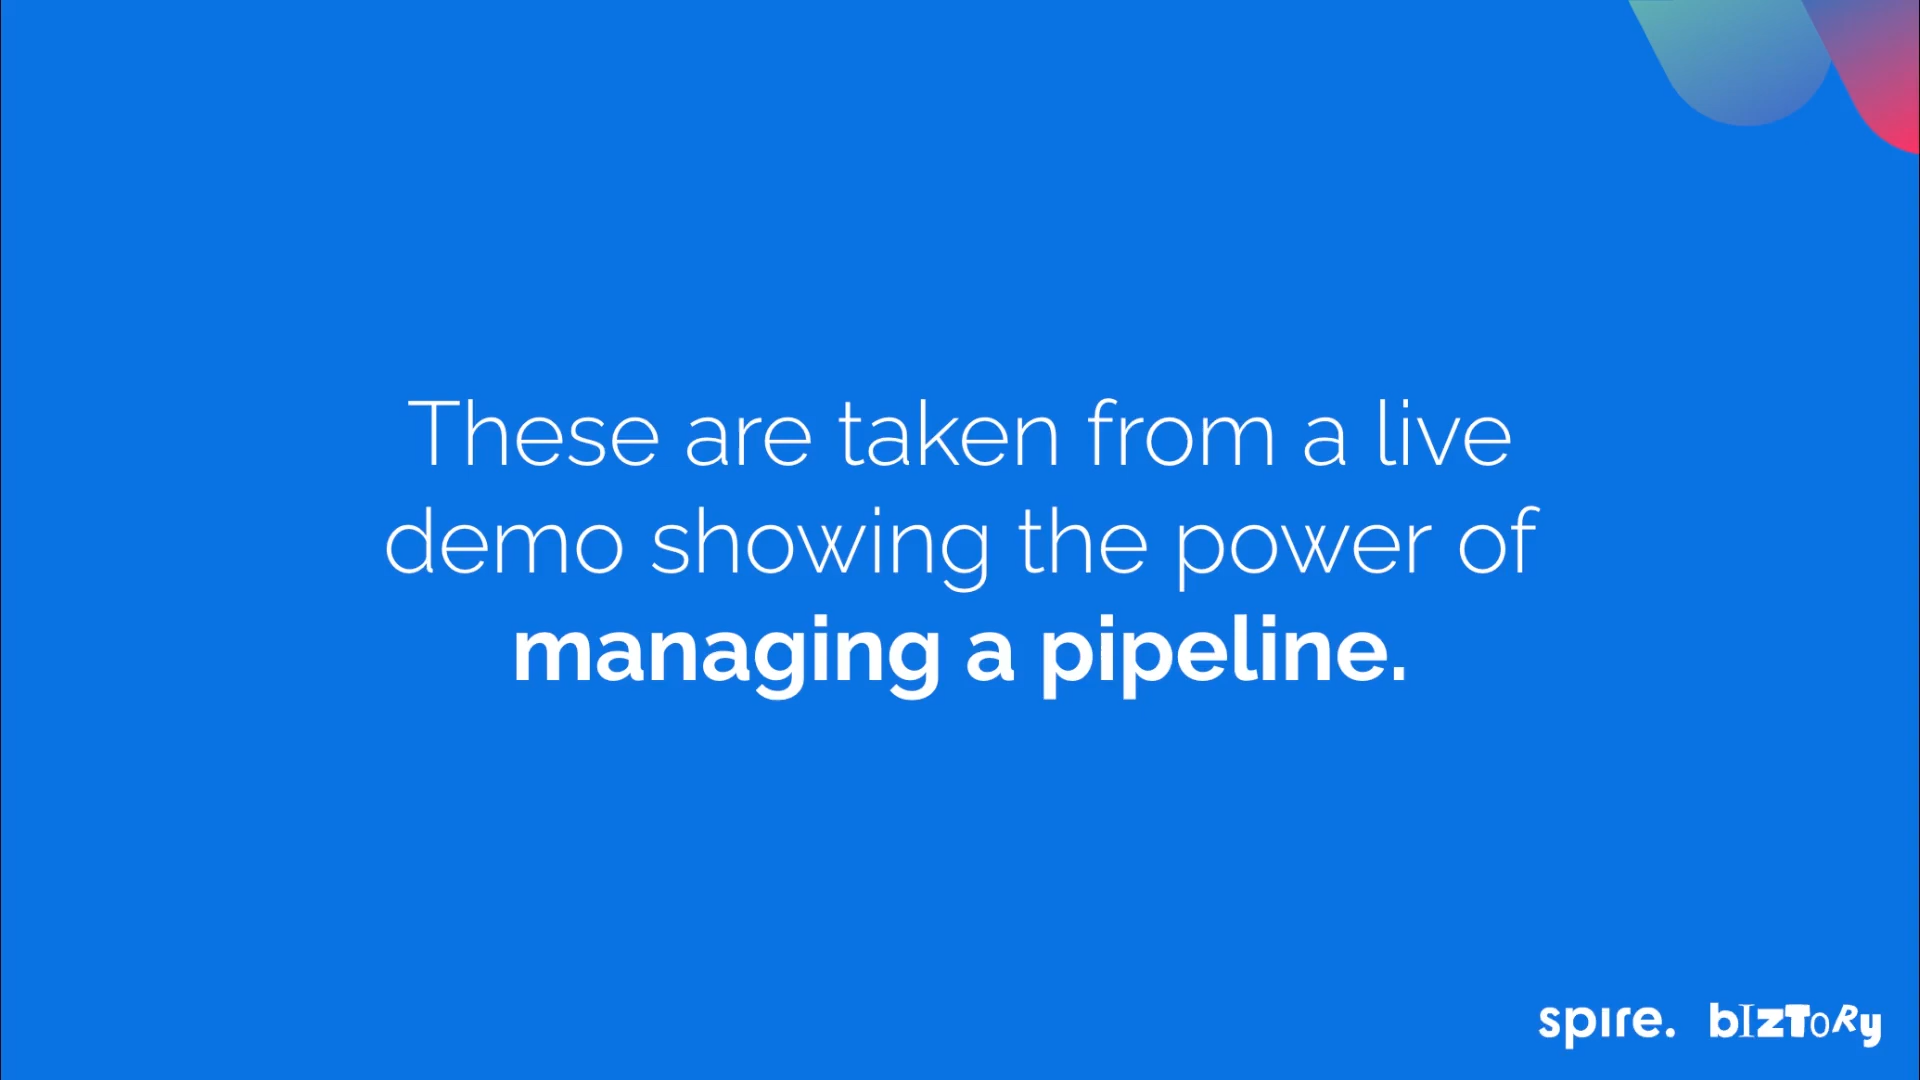 These are taken from a live
demo showing the power of
managing a pipeline.
spire. bIzToRy